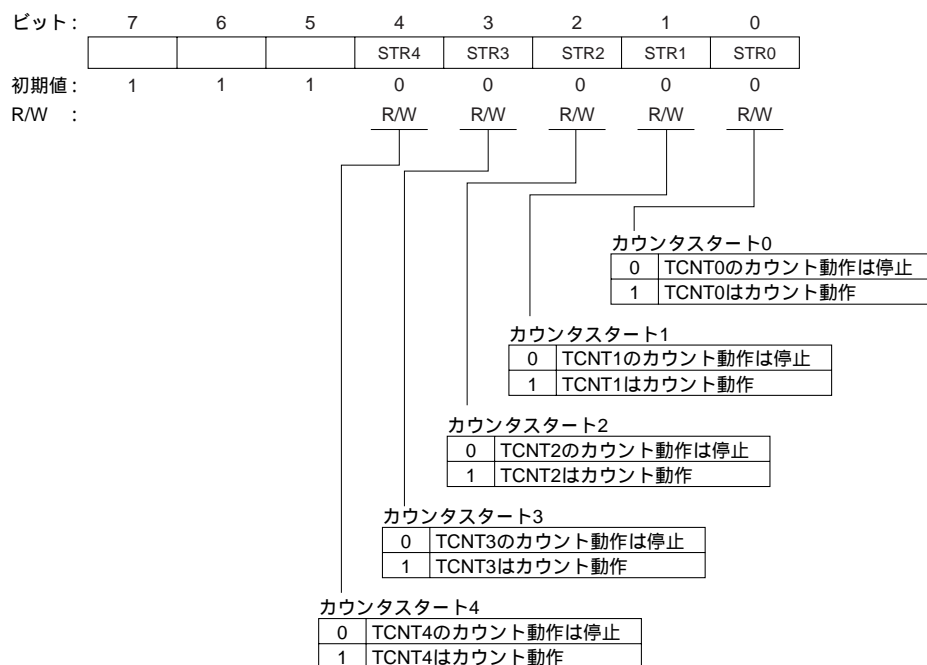 ビット: 7 6 5 4 3 2 1 0
STR4 STR3 STR2 STR1 STR0
初期値: 1 1 1 0 0 0 0 0
R/W : R/W R/W R/W R/W R/W
カウンタスタート0
0 TCNT0のカウント動作は停止
1 TCNT0はカウント動作
カウンタスタート1
0 TCNT1のカウント動作は停止
1 TCNT1はカウント動作
カウンタスタート2
0 TCNT2のカウント動作は停止
1 TCNT2はカウント動作
カウンタスタート3
0 TCNT3のカウント動作は停止
1 TCNT3はカウント動作
カウンタスタート4
0 TCNT4のカウント動作は停止
1 TCNT4はカウント動作